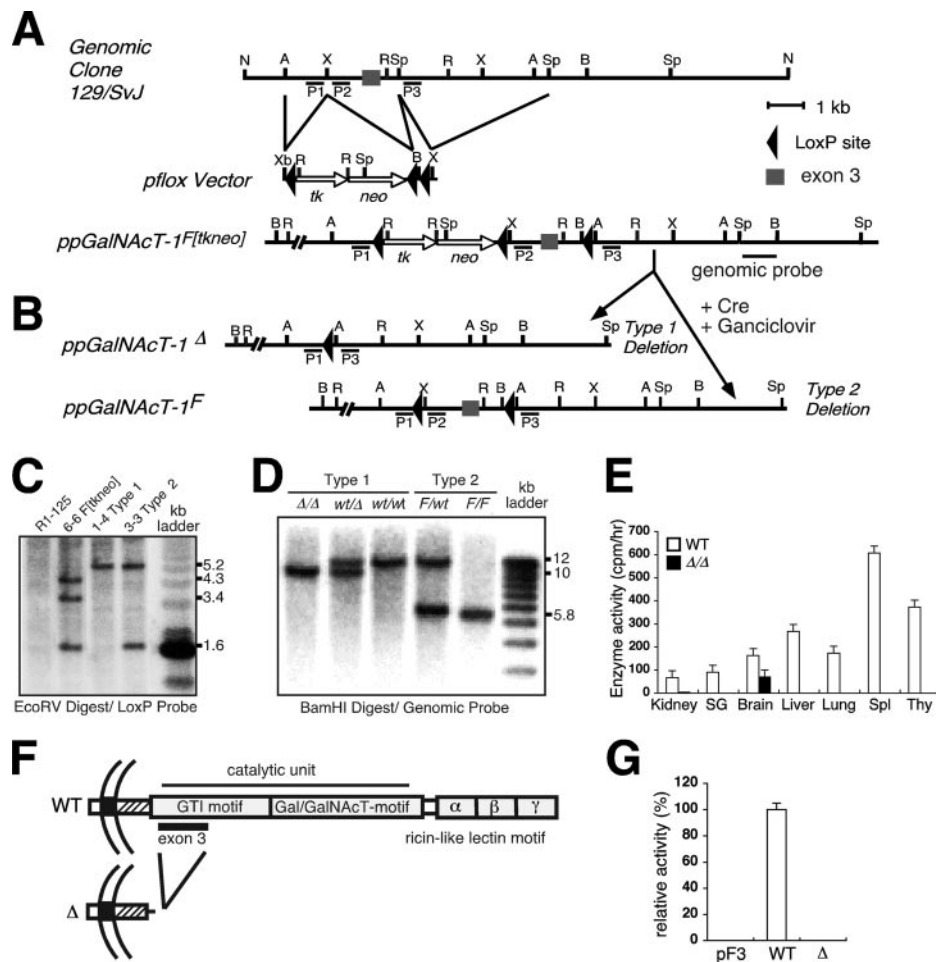 A
Genomic
Clone
129/SvJ
N A X R Sp R X A Sp B Sp N
P1 P2 P3
1 kb
LoxP site
exon 3
pflox Vector
Xb R R Sp B X
tk neo
ppGalNAcT-1F[tkneo]
B R A R R Sp X R B A R X A Sp B Sp
P1 tk neo P2 P3
genomic probe
+ Cre
+ Ganciclovir
B
ppGalNAcT-1 Δ
B R A A R X A Sp B Sp
P1 P3
Type 1
Deletion
ppGalNAcT-1F
B R A X R B A R X A Sp B Sp
P1 P2 P3
Type 2
Deletion
C
R1-125
6-6 F[tkneo]
1-4 Type 1
3-3 Type 2
kb
ladder
5.2
4.3
3.4
1.6
EcoRV Digest/ LoxP Probe
D
Type 1 Type 2
Δ/Δ wt/Δ wt/wt F/wt F/F
kb
ladder
12
10
5.8
BamHI Digest/ Genomic Probe
E
Enzyme activity (cpm/hr)
700
600
500
400
300
200
100
0
WT
Δ/Δ
Kidney SG Brain Liver Lung Spl Thy
F
catalytic unit
WT
GTI motif Gal/GalNAcT-motif α β γ
exon 3
ricin-like lectin motif
Δ
G
relative activity (%)
120
100
80
60
40
20
0
pF3 WT Δ